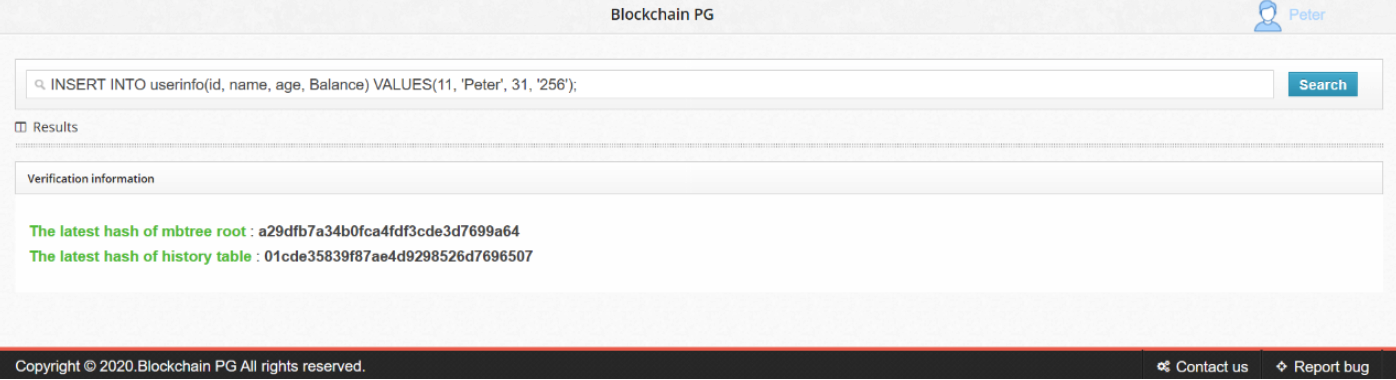 Blockchain PG
Peter
INSERT INTO userinfo(id, name, age, Balance) VALUES(11, 'Peter', 31, '256');
Search
Results
Verification information
The latest hash of mbtree root : a29dfb7a34b0fca4fdf3cde3d7699a64
The latest hash of history table : 01cde35839f87ae4d9298526d7696507
Copyright © 2020.Blockchain PG All rights reserved.
Contact us
Report bug